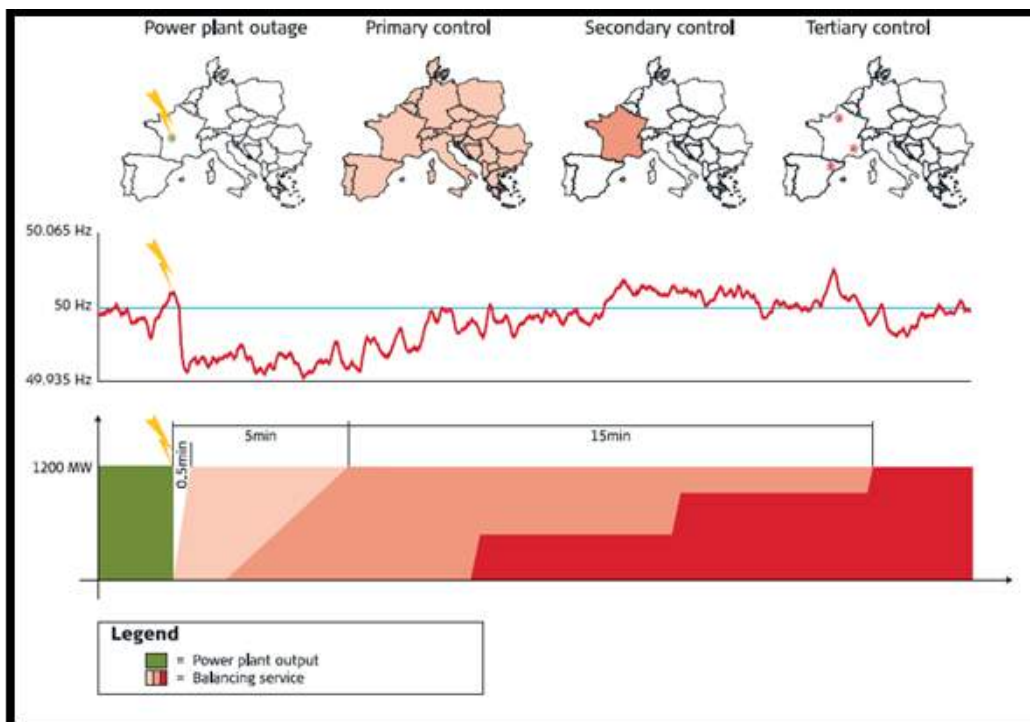 Power plant outage
Primary control
Secondary control
Tertiary control
50.065 Hz
50 Hz
49.935 Hz
5min
15min
0.5min
1200 MW
Legend
= Power plant output
= Balancing service